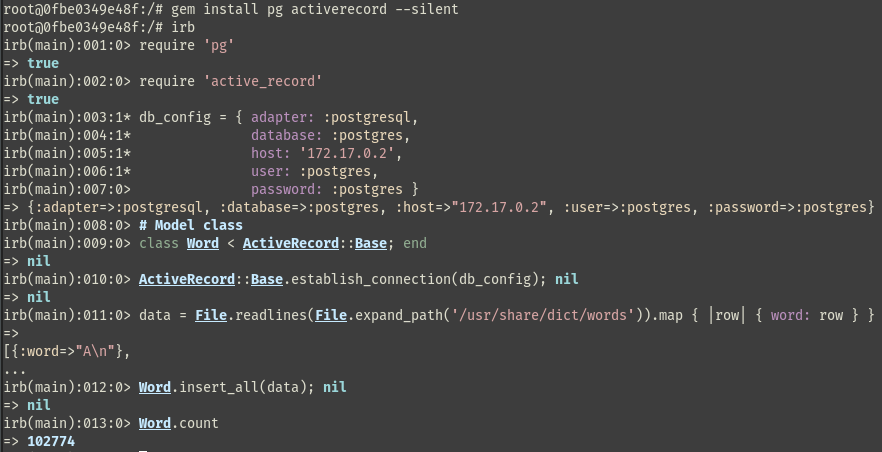 root@0fbe0349e48f:/# gem install pg activerecord --silent
root@0fbe0349e48f:/# irb
irb(main):001:0> require 'pg'
=> true
irb(main):002:0> require 'active_record'
=> true
irb(main):003:1* db_config = { adapter: :postgresql,
irb(main):004:1*               database: :postgres,
irb(main):005:1*               host: '172.17.0.2',
irb(main):006:1*               user: :postgres,
irb(main):007:0>               password: :postgres }
=> {:adapter=>:postgresql, :database=>:postgres, :host=>"172.17.0.2", :user=>:postgres, :password=>:postgres}
irb(main):008:0> # Model class
irb(main):009:0> class Word < ActiveRecord::Base; end
=> nil
irb(main):010:0> ActiveRecord::Base.establish_connection(db_config); nil
=> nil
irb(main):011:0> data = File.readlines(File.expand_path('/usr/share/dict/words')).map { |row| { word: row } }
=>
[{:word=>"A\n"},
...
irb(main):012:0> Word.insert_all(data); nil
=> nil
irb(main):013:0> Word.count
=> 102774